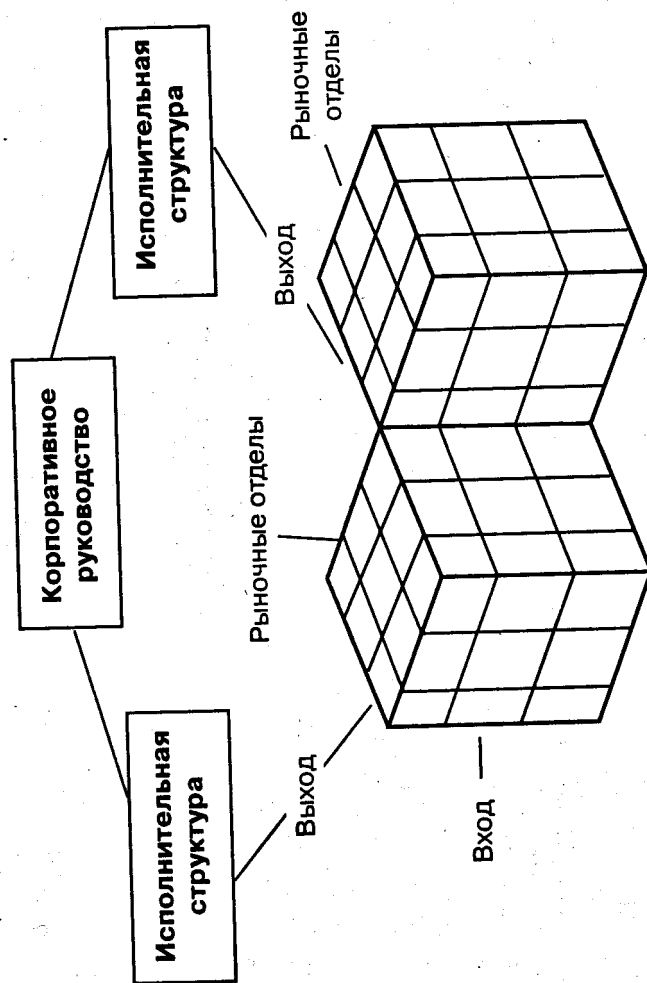 Корпоративное
руководство
Исполнительная
структура
Исполнительная
структура
Выход
Рыночные отделы
Выход
Рыночные
отделы
Вход